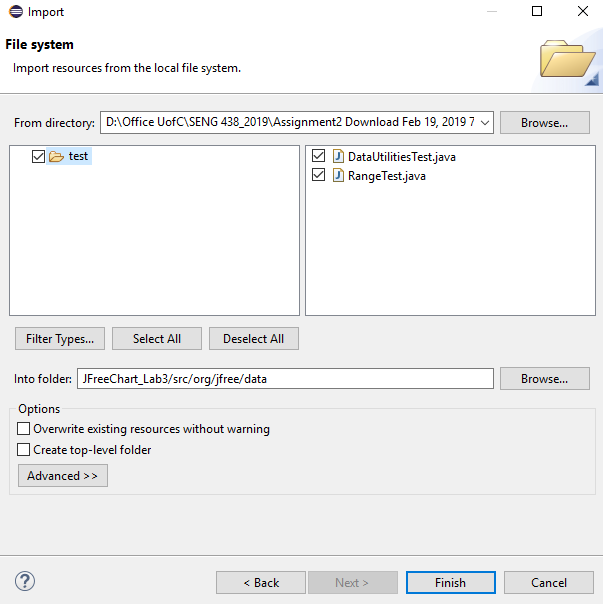 Import
File system
Import resources from the local file system.
From directory: D:\Office UofC\SENG 438_2019\Assignment2 Download Feb 19, 2019 7 Browse...
test
DataUtilitiesTest.java
RangeTest.java
Filter Types... Select All Deselect All
Into folder: JFreeChart_Lab3/src/org/jfree/data Browse...
Options
Overwrite existing resources without warning
Create top-level folder
Advanced >>
? < Back Next > Finish Cancel